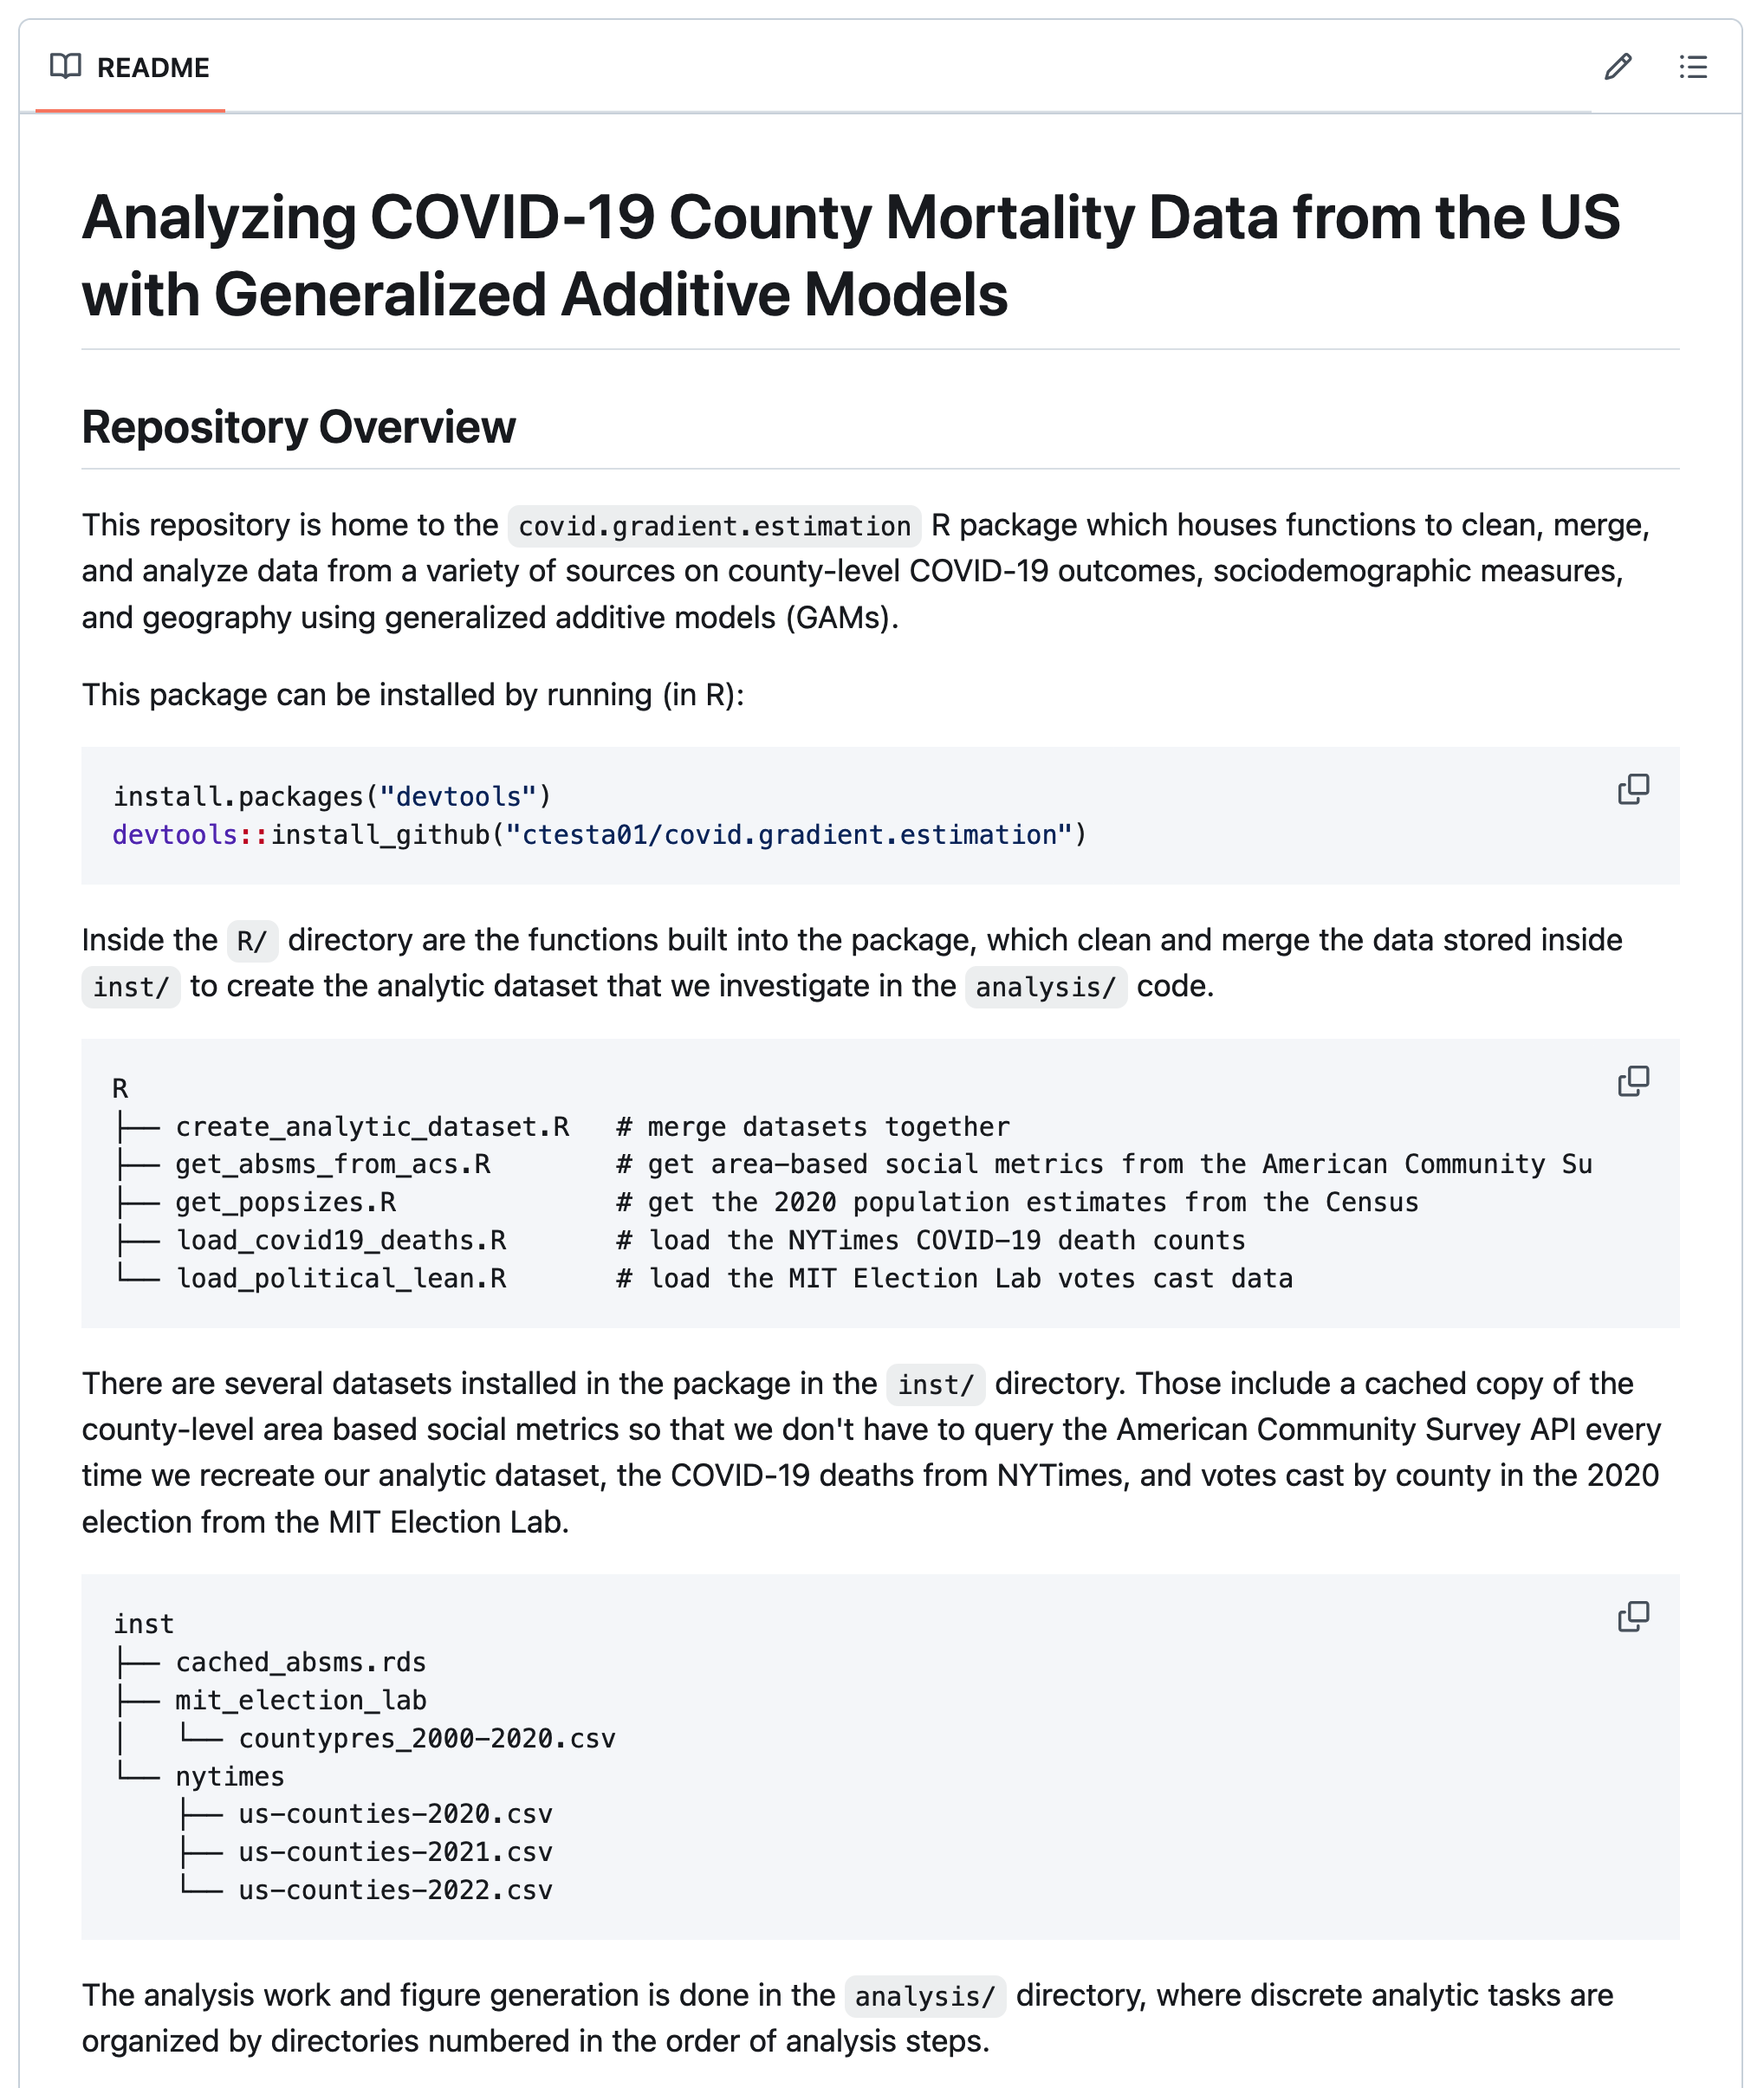 README
Analyzing COVID-19 County Mortality Data from the US
with Generalized Additive Models
Repository Overview
This repository is home to the covid.gradient.estimation R package which houses functions to clean, merge,
and analyze data from a variety of sources on county-level COVID-19 outcomes, sociodemographic measures,
and geography using generalized additive models (GAMs).
This package can be installed by running (in R):
install.packages("devtools")
devtools::install_github("ctesta01/covid.gradient.estimation")
Inside the R/ directory are the functions built into the package, which clean and merge the data stored inside
inst/ to create the analytic dataset that we investigate in the analysis/ code.
R
├── create_analytic_dataset.R   # merge datasets together
├── get_absms_from_acs.R        # get area-based social metrics from the American Community Su
├── get_popsizes.R              # get the 2020 population estimates from the Census
├── load_covid19_deaths.R       # load the NYTimes COVID-19 death counts
└── load_political_lean.R       # load the MIT Election Lab votes cast data
There are several datasets installed in the package in the inst/ directory. Those include a cached copy of the
county-level area based social metrics so that we don't have to query the American Community Survey API every
time we recreate our analytic dataset, the COVID-19 deaths from NYTimes, and votes cast by county in the 2020
election from the MIT Election Lab.
inst
├── cached_absms.rds
├── mit_election_lab
│   └── countypres_2000-2020.csv
└── nytimes
    ├── us-counties-2020.csv
    ├── us-counties-2021.csv
    └── us-counties-2022.csv
The analysis work and figure generation is done in the analysis/ directory, where discrete analytic tasks are
organized by directories numbered in the order of analysis steps.